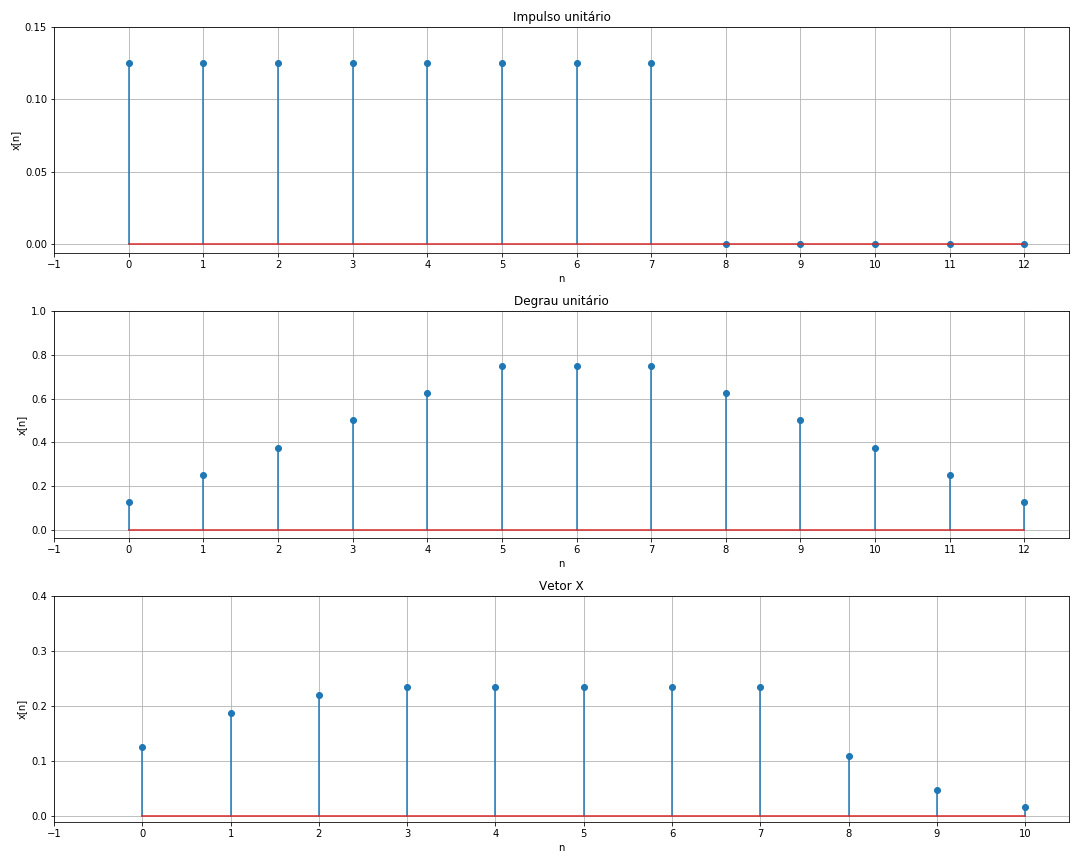 Impulso unitário
0.15
0.10
0.05
0.00
x[n]
−1 0 1 2 3 4 5 6 7 8 9 10 11 12
n
Degrau unitário
1.0
0.8
0.6
0.4
0.2
0.0
x[n]
−1 0 1 2 3 4 5 6 7 8 9 10 11 12
n
Vetor X
0.4
0.3
0.2
0.1
0.0
x[n]
−1 0 1 2 3 4 5 6 7 8 9 10
n